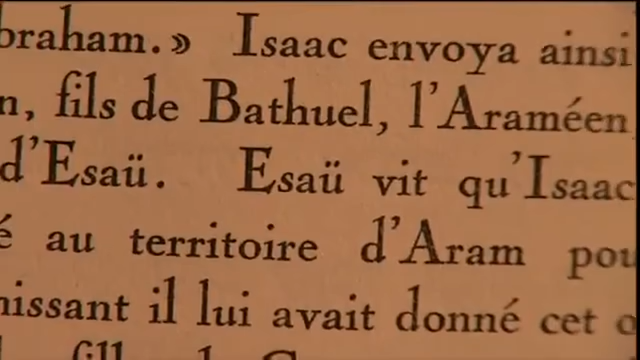 braham.» Isaac envoya ainsi
n, fils de Bathuel, l'Araméen
d'Esaü. Esaü vit qu'Isaac
é au territoire d'Aram pou
nissant il lui avait donné cet o
fill